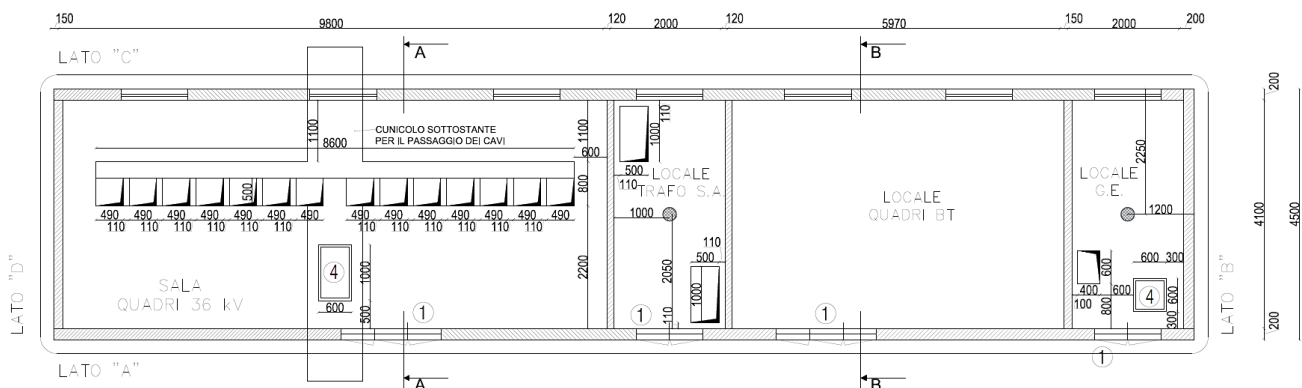 150 9800 120 2000 120 5970 150 2000 200
LATO "C"
A
B
200
CUNICOLO SOTTOSTANTE
PER IL PASSAGGIO DEI CAVI
8600
1100
1100
600
110
1000
500
110
LOCALE
TRAFO S.A.
2250
LOCALE
G.E.
500
800
490 490 490 490 490 490 490 490 490 490 490 490 490 490
110 110 110 110 110 110 110 110 110 110 110 110
1000
LOCALE
QUADRI BT
1200
4100
4500
SALA
QUADRI 36 kV
4
1000
600
500
2200
2050
110
500
1000
110
600
400
100
800
600
600 300
4
600
300
LATO "D"
LATO "B"
1
1
1
1
200
LATO "A"
A
B